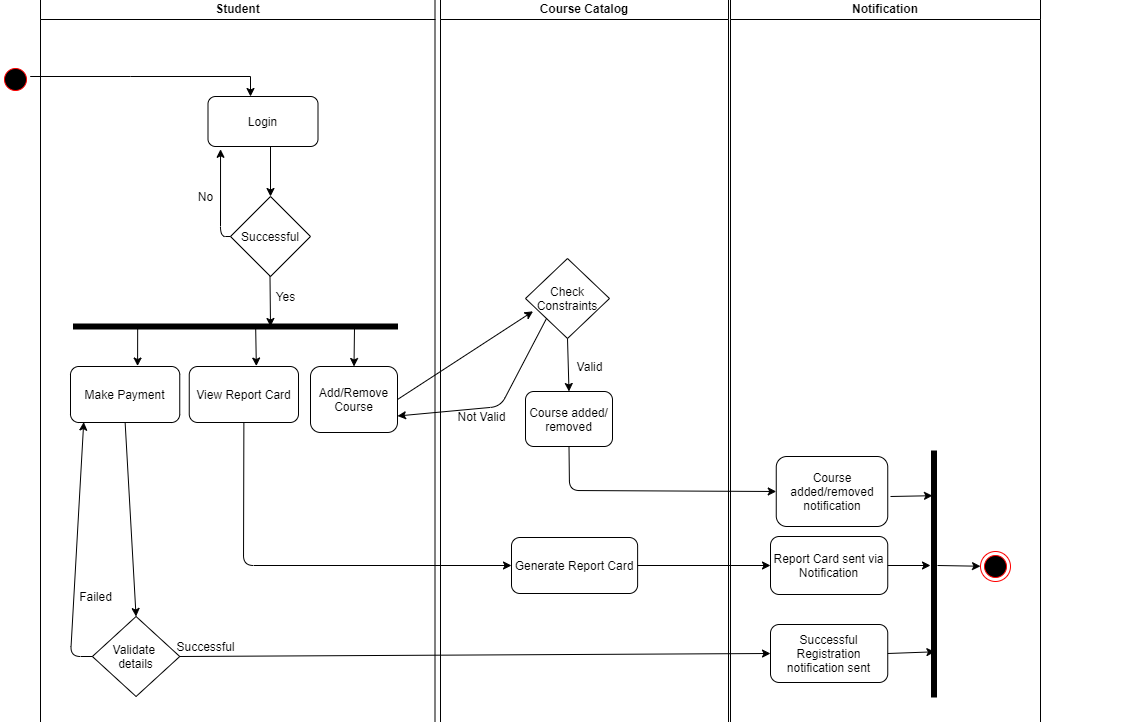 Student
Course Catalog
Notification
Login
No
Successful
Yes
Check
Constraints
Valid
Not Valid
Make Payment
View Report Card
Add/Remove
Course
Course added/
removed
Course
added/removed
notification
Generate Report Card
Report Card sent via
Notification
Failed
Validate
details
Successful
Successful
Registration
notification sent